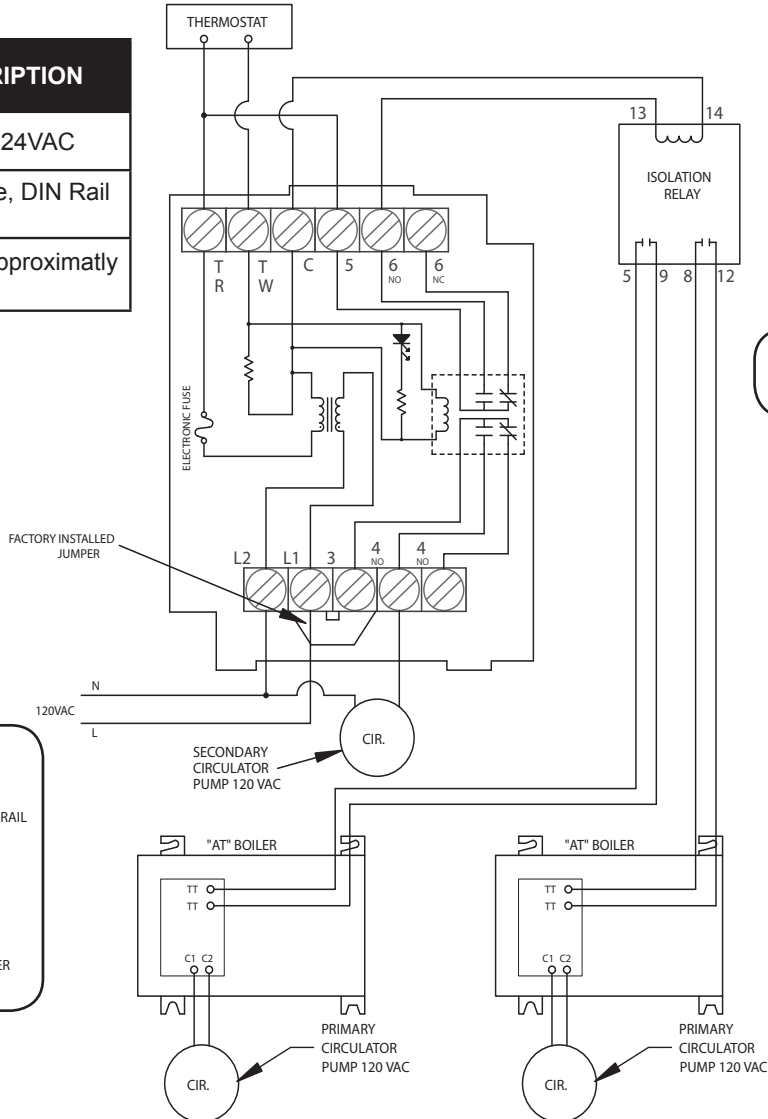 THERMOSTAT
RIPTION
24VAC
e, DIN Rail
pproximatly
13 14
ISOLATION
RELAY
5 9 8 12
T T C 5 6 6
R W NO NC
ELECTRONIC FUSE
FACTORY INSTALLED
JUMPER
L2 L1 3 4 4
NO NO
N
120VAC
L
CIR.
SECONDARY
CIRCULATOR
PUMP 120 VAC
RAIL
ER
"AT" BOILER
TT
TT
C1 C2
PRIMARY
CIRCULATOR
PUMP 120 VAC
CIR.
"AT" BOILER
TT
TT
C1 C2
PRIMARY
CIRCULATOR
PUMP 120 VAC
CIR.